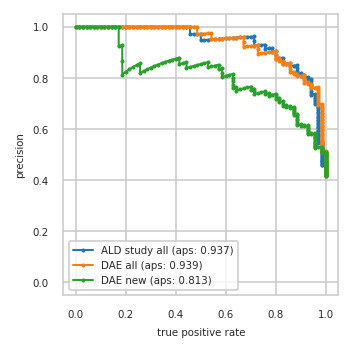 1.0
0.8
0.6
0.4
0.2
0.0
precision
ALD study all (aps: 0.937)
DAE all (aps: 0.939)
DAE new (aps: 0.813)
0.0 0.2 0.4 0.6 0.8 1.0
true positive rate